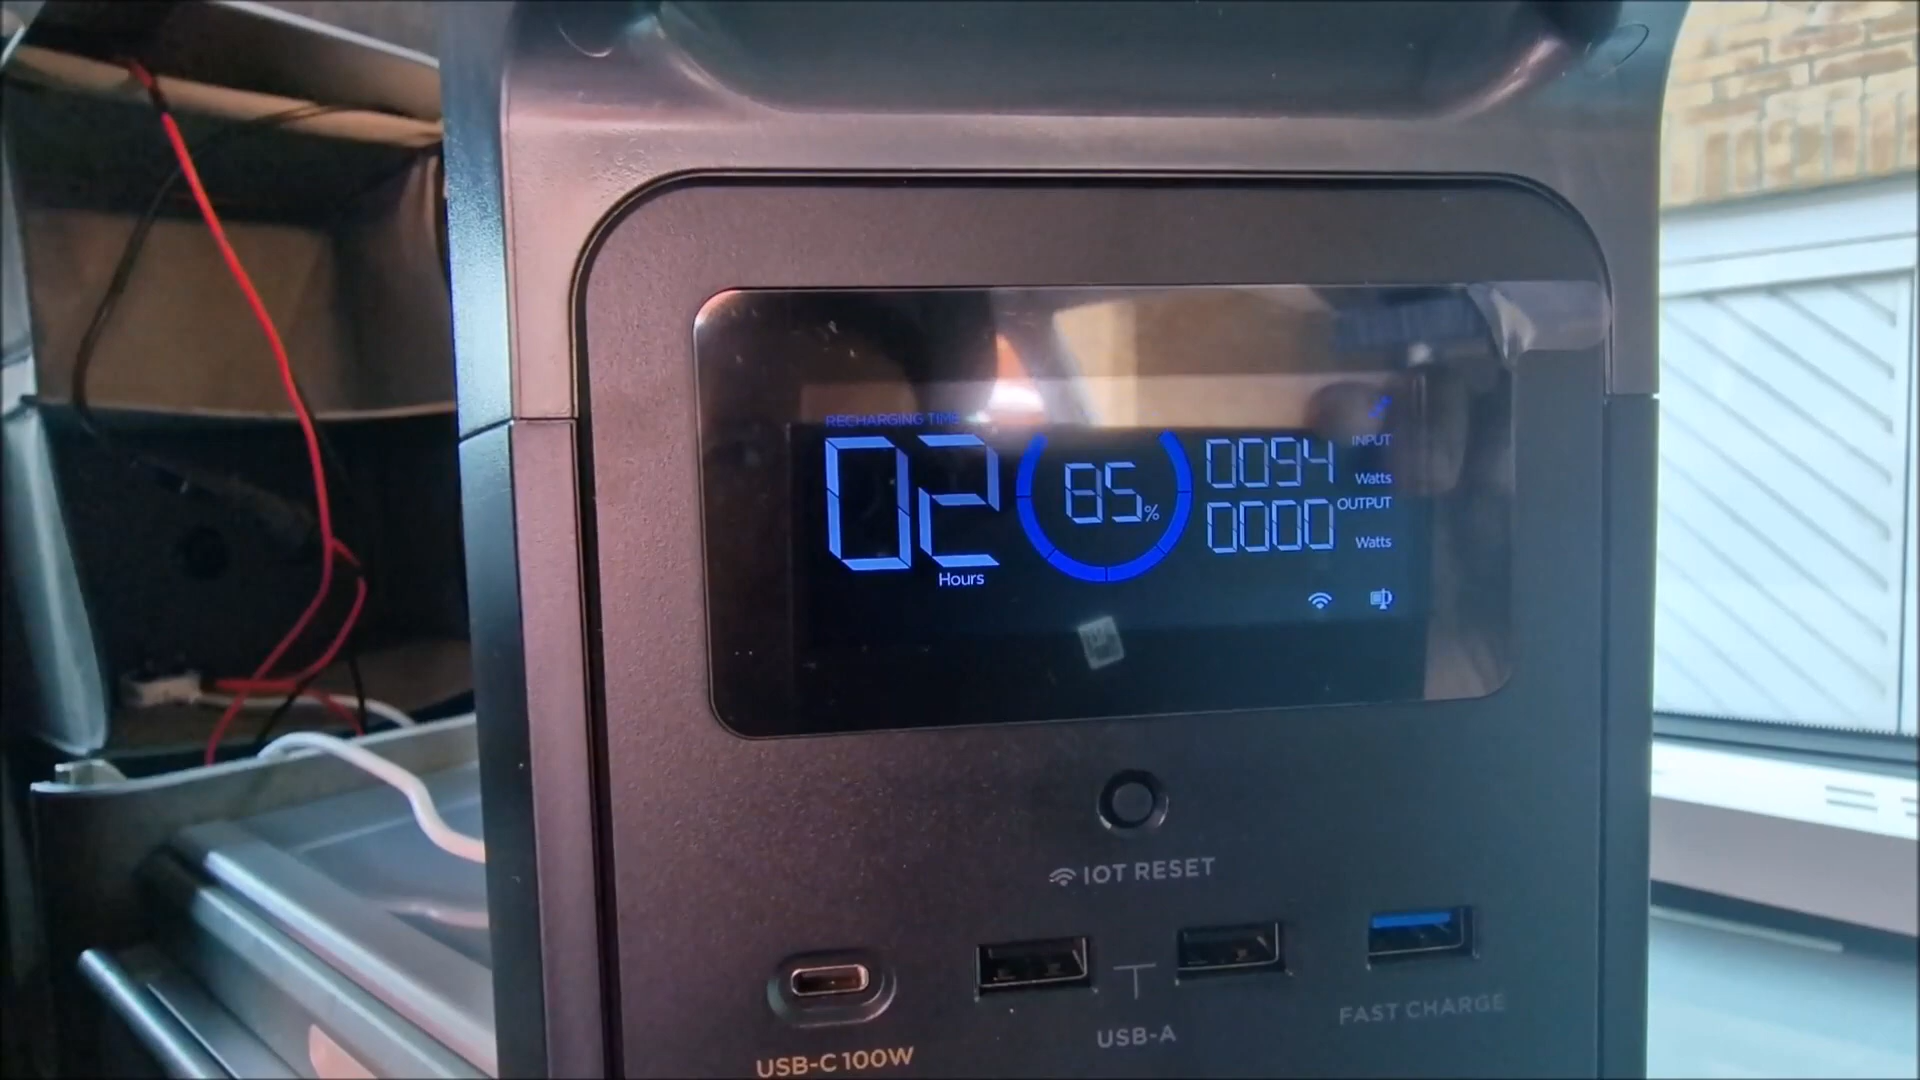 RECHARGING TIME
02
Hours
85%
INPUT
0094
Watts
OUTPUT
0000
Watts
IOT RESET
USB-C 100W
USB-A
FAST CHARGE